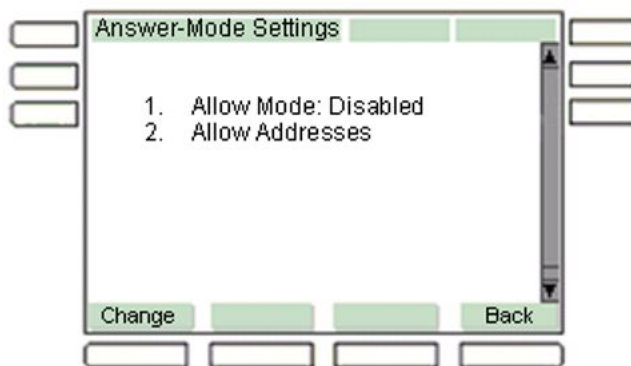 Answer-Mode Settings
1. Allow Mode: Disabled
2. Allow Addresses
Change Back